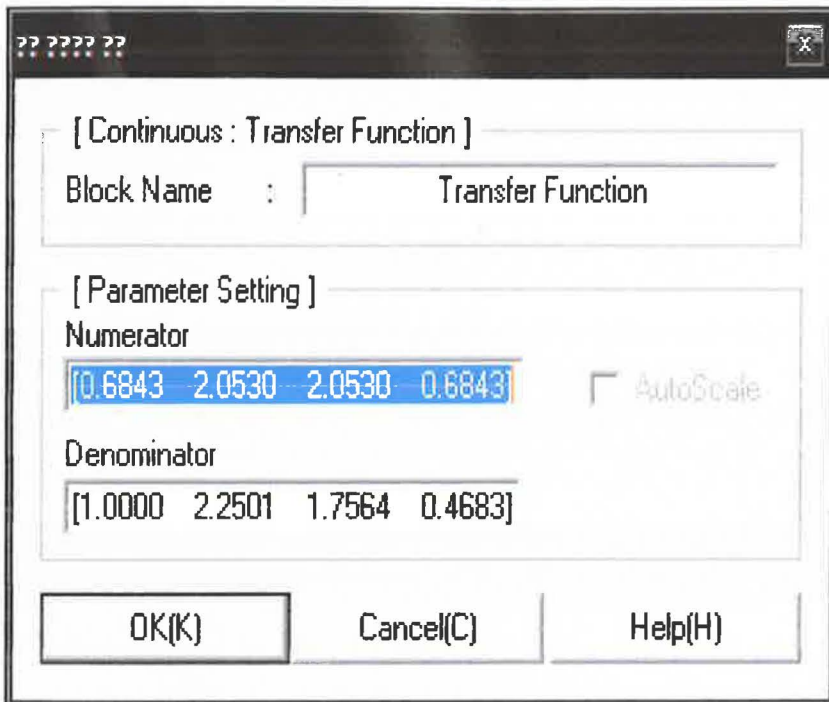 ?? ???? ??
X
[ Continuous : Transfer Function ]
Block Name : Transfer Function
[ Parameter Setting ]
Numerator
[0.6843 2.0530 2.0530 0.6843]
AutoScale
Denominator
[1.0000 2.2501 1.7564 0.4683]
OK(K) Cancel(C) Help(H)